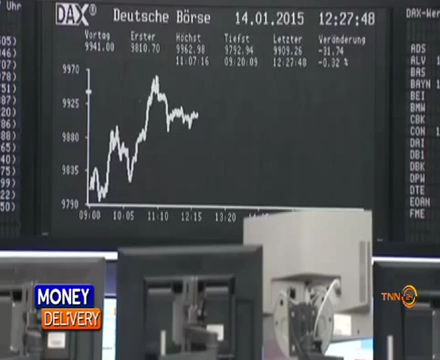 Uhr
DAX® Deutsche Börse 14.01.2015 12:27:48
DAX-Wer
Vortag Erster Höchst Tiefst Letzter Veränderung
9941.00 9810.70 9962.98 9792.94 9909.26 -31.74
11:07:16 09:20:09 12:27:48 -0.32 %
9970
9925
9880
9835
9790
09:00 10:05 11:10 12:15 13:20
ADS
ALV
BAS
BAYN
BEI
BMW
CBK
CON
DAI
DB1
DBK
DPW
DTE
EOAN
FME
MONEY
DELIVERY
TNN 24